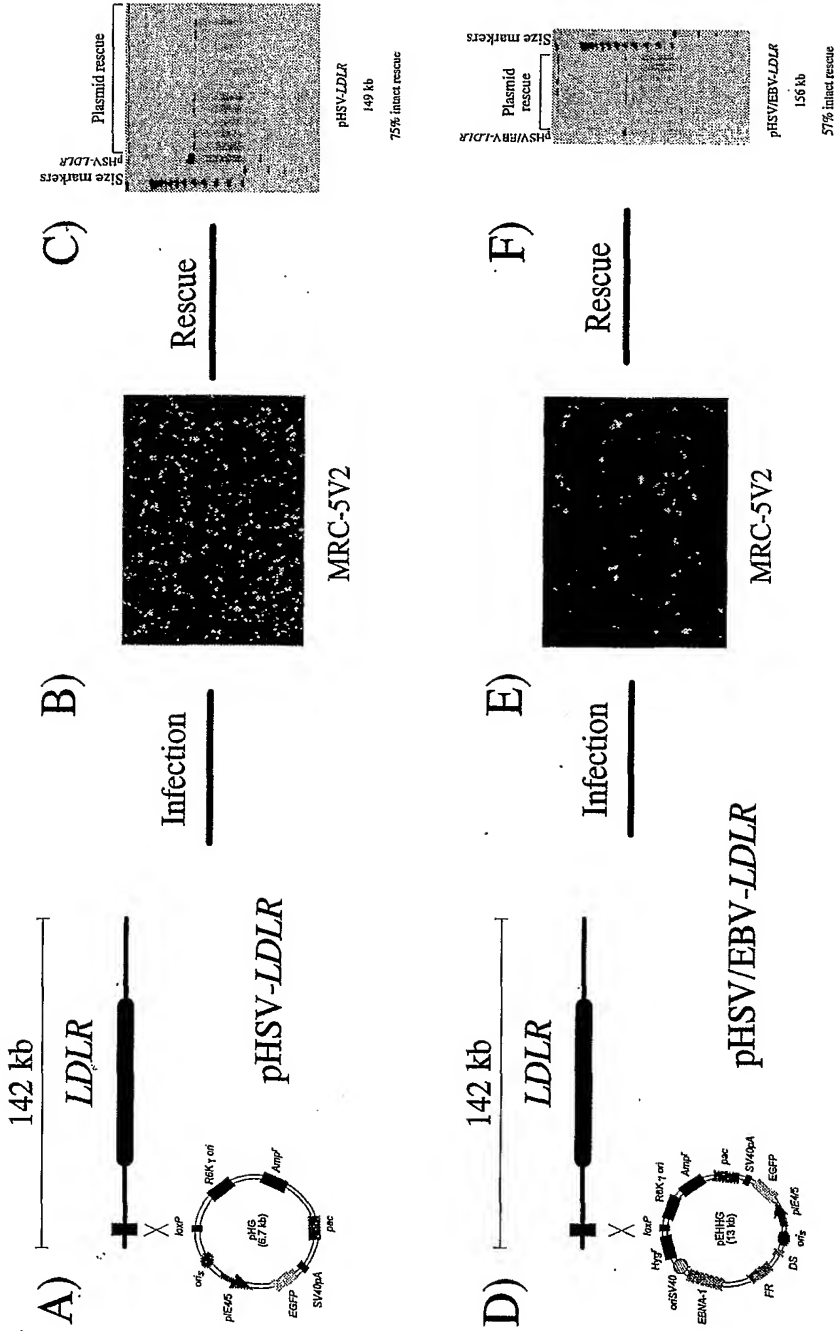 A)
142 kb
LDLR
loxP
R6K γ ori
Ampʳ
pac
SV40pA
EGFP
pIE4/5
oriS
pHG
(6.7 kb)
pHSV-LDLR
Infection
B)
MRC-5V2
Rescue
C)
Size markers
pHSV-LDLR
Plasmid rescue
pHSV-LDLR
149 kb
75% intact rescue
D)
142 kb
LDLR
loxP
R6K γ ori
Ampʳ
pac
SV40pA
EGFP
pIE4/5
oriS
DS
FR
EBNA-1
oriSV40
Hygʳ
pEHHG
(13 kb)
pHSV/EBV-LDLR
Infection
E)
MRC-5V2
Rescue
F)
pHSV/EBV-LDLR
Plasmid
rescue
Size markers
pHSV/EBV-LDLR
156 kb
57% intact rescue